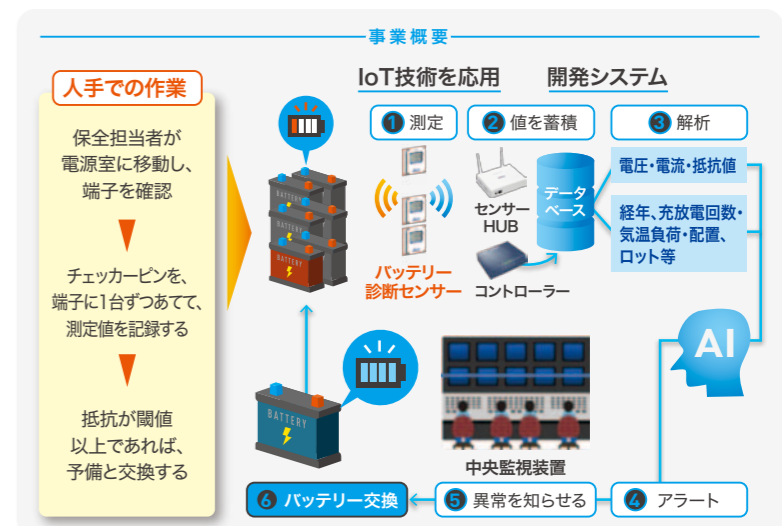 事業概要
人手での作業
保全担当者が
電源室に移動し、
端子を確認
チェッカーピンを、
端子に1台ずつあてて、
測定値を記録する
抵抗が閾値
以上であれば、
予備と交換する
IoT技術を応用
開発システム
❶ 測定
❷ 値を蓄積
❸ 解析
BATTERY
BATTERY
BATTERY
バッテリー
診断センサー
センサー
HUB
コントローラー
データ
ベース
電圧・電流・抵抗値
経年、充放電回数・
気温負荷・配置、
ロット等
AI
BATTERY
中央監視装置
❻ バッテリー交換
❺ 異常を知らせる
❹ アラート